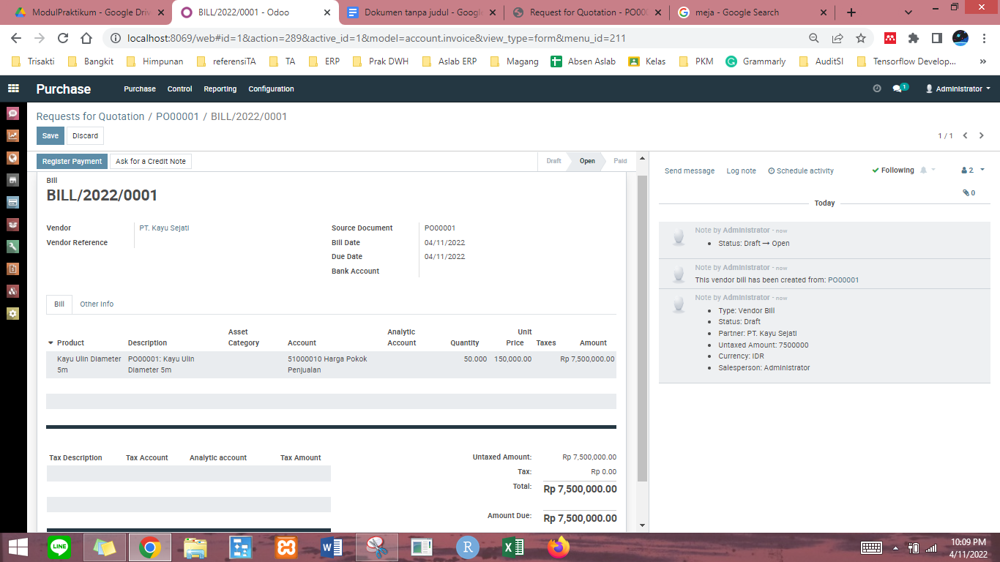 ModulPraktikum - Google Driv
BILL/2022/0001 - Odoo
Dokumen tanpa judul - Google
Request for Quotation - PO000
meja - Google Search
localhost:8069/web#id=1&action=289&active_id=1&model=account.invoice&view_type=form&menu_id=211
Trisakti
Bangkit
Himpunan
referensiTA
TA
ERP
Prak DWH
Aslab ERP
Magang
Absen Aslab
Kelas
PKM
Grammarly
AuditSI
Tensorflow Develop...
Purchase
Purchase
Control
Reporting
Configuration
1
Administrator
Requests for Quotation / PO00001 / BILL/2022/0001
Save
Discard
1 / 1
Register Payment
Ask for a Credit Note
Draft
Open
Paid
Bill
BILL/2022/0001
Vendor PT. Kayu Sejati
Vendor Reference
Source Document PO00001
Bill Date 04/11/2022
Due Date 04/11/2022
Bank Account
Bill
Other Info
Product Description Asset Category Account Analytic Account Quantity Unit Price Taxes Amount
Kayu Ulin Diameter 5m PO00001: Kayu Ulin Diameter 5m 51000010 Harga Pokok Penjualan 50.000 150,000.00 Rp 7,500,000.00
Tax Description Tax Account Analytic account Tax Amount
Untaxed Amount: Rp 7,500,000.00
Tax: Rp 0.00
Total: Rp 7,500,000.00
Amount Due: Rp 7,500,000.00
Send message
Log note
Schedule activity
Following
2
0
Today
Note by Administrator - now
Status: Draft → Open
Note by Administrator - now
This vendor bill has been created from: PO00001
Note by Administrator - now
Type: Vendor Bill
Status: Draft
Partner: PT. Kayu Sejati
Untaxed Amount: 7500000
Currency: IDR
Salesperson: Administrator
LINE
W
R
X
10:09 PM
4/11/2022